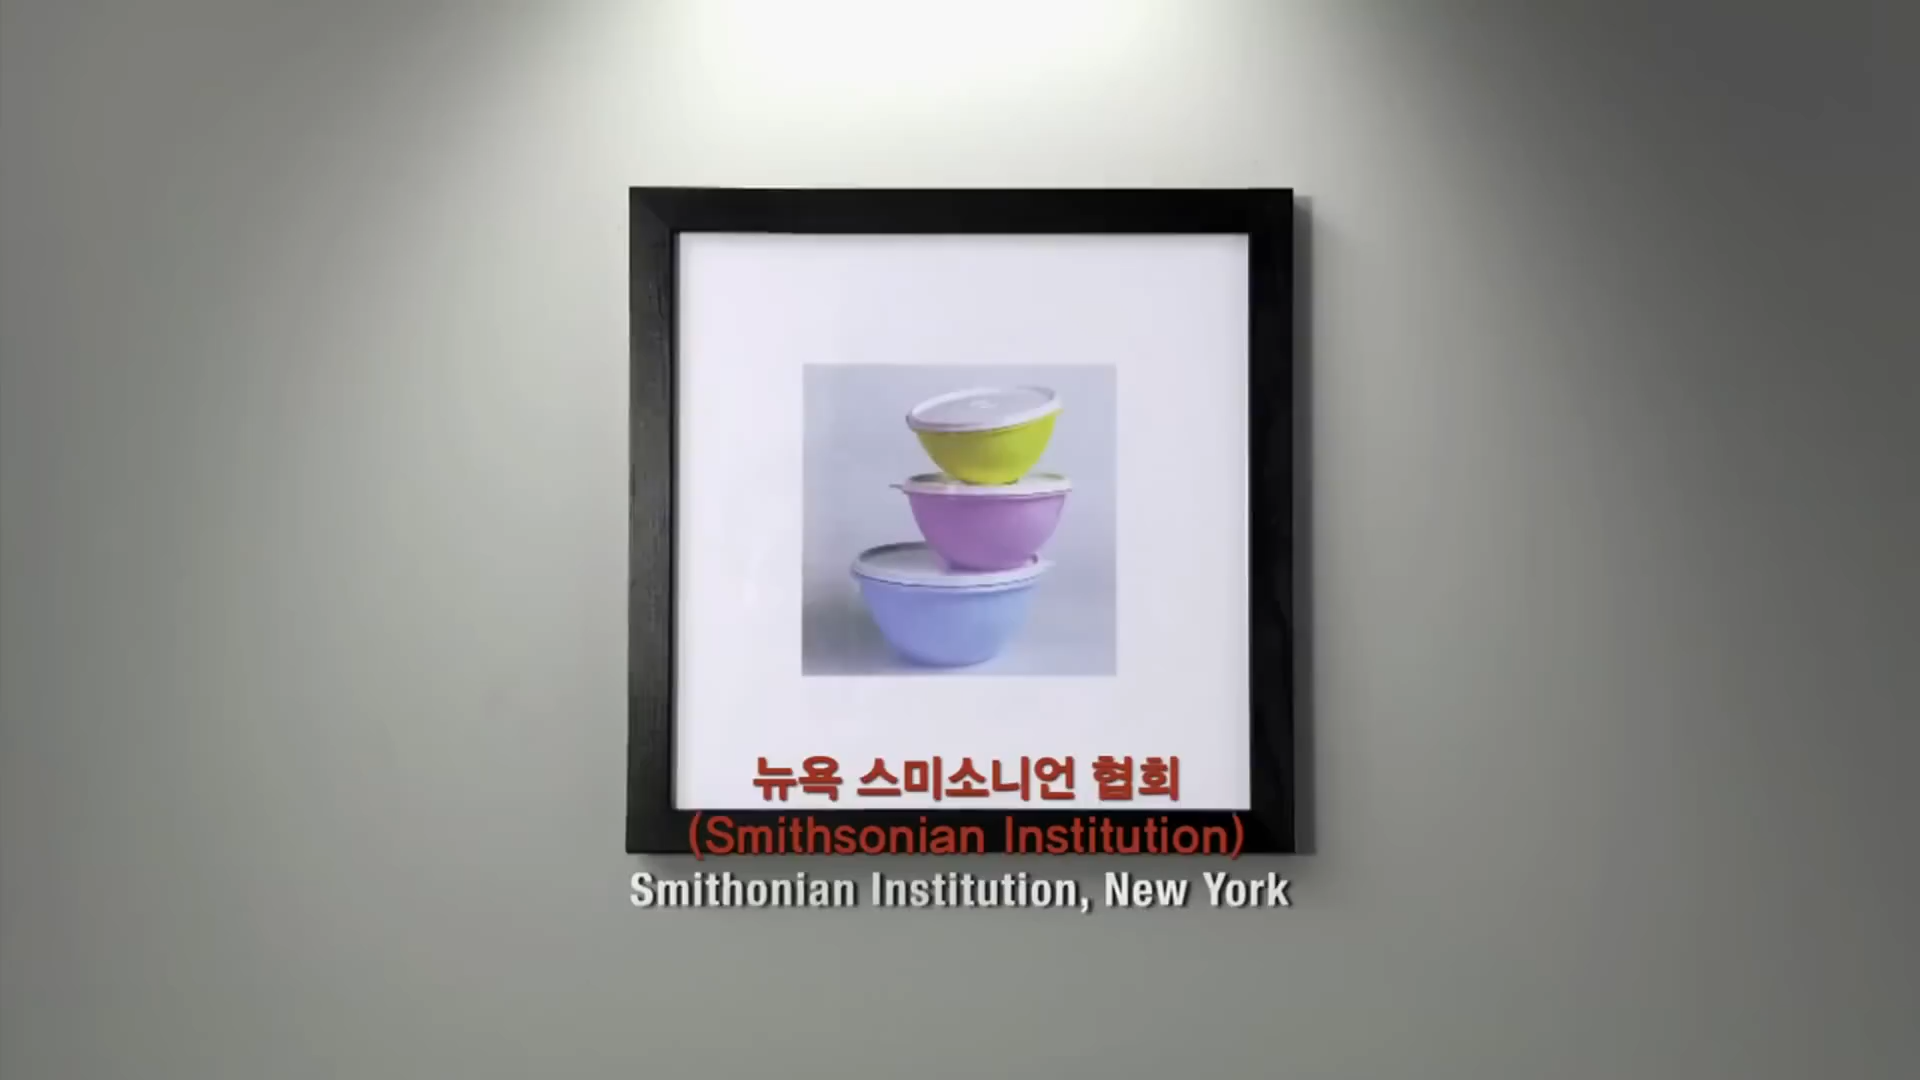 뉴욕 스미소니언 협회
(Smithsonian Institution)
Smithonian Institution, New York